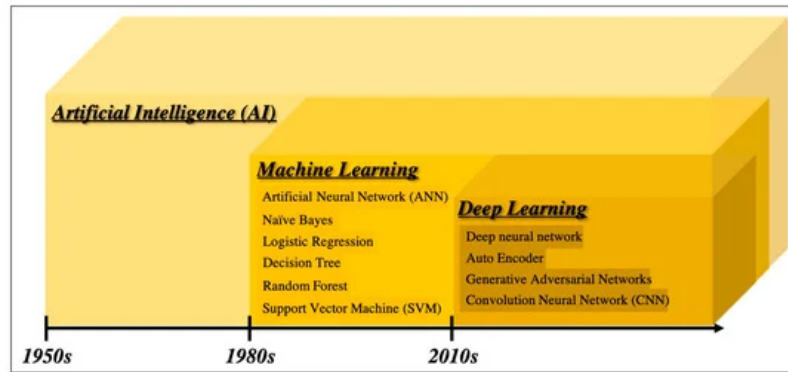 Artificial Intelligence (AI)
Machine Learning
Artificial Neural Network (ANN)
Naïve Bayes
Logistic Regression
Decision Tree
Random Forest
Support Vector Machine (SVM)
Deep Learning
Deep neural network
Auto Encoder
Generative Adversarial Networks
Convolution Neural Network (CNN)
1950s
1980s
2010s